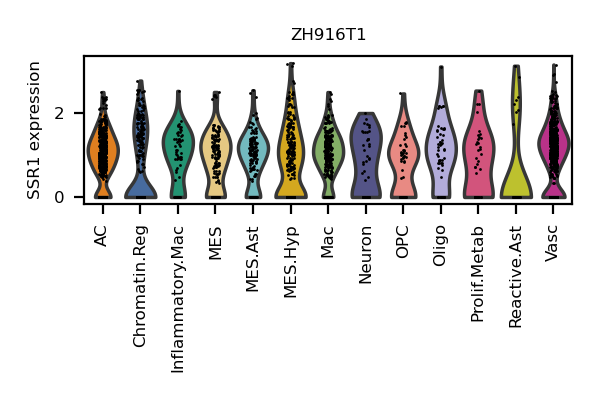 ZH916T1
SSR1 expression
2
0
AC
Chromatin.Reg
Inflammatory.Mac
MES
MES.Ast
MES.Hyp
Mac
Neuron
OPC
Oligo
Prolif.Metab
Reactive.Ast
Vasc